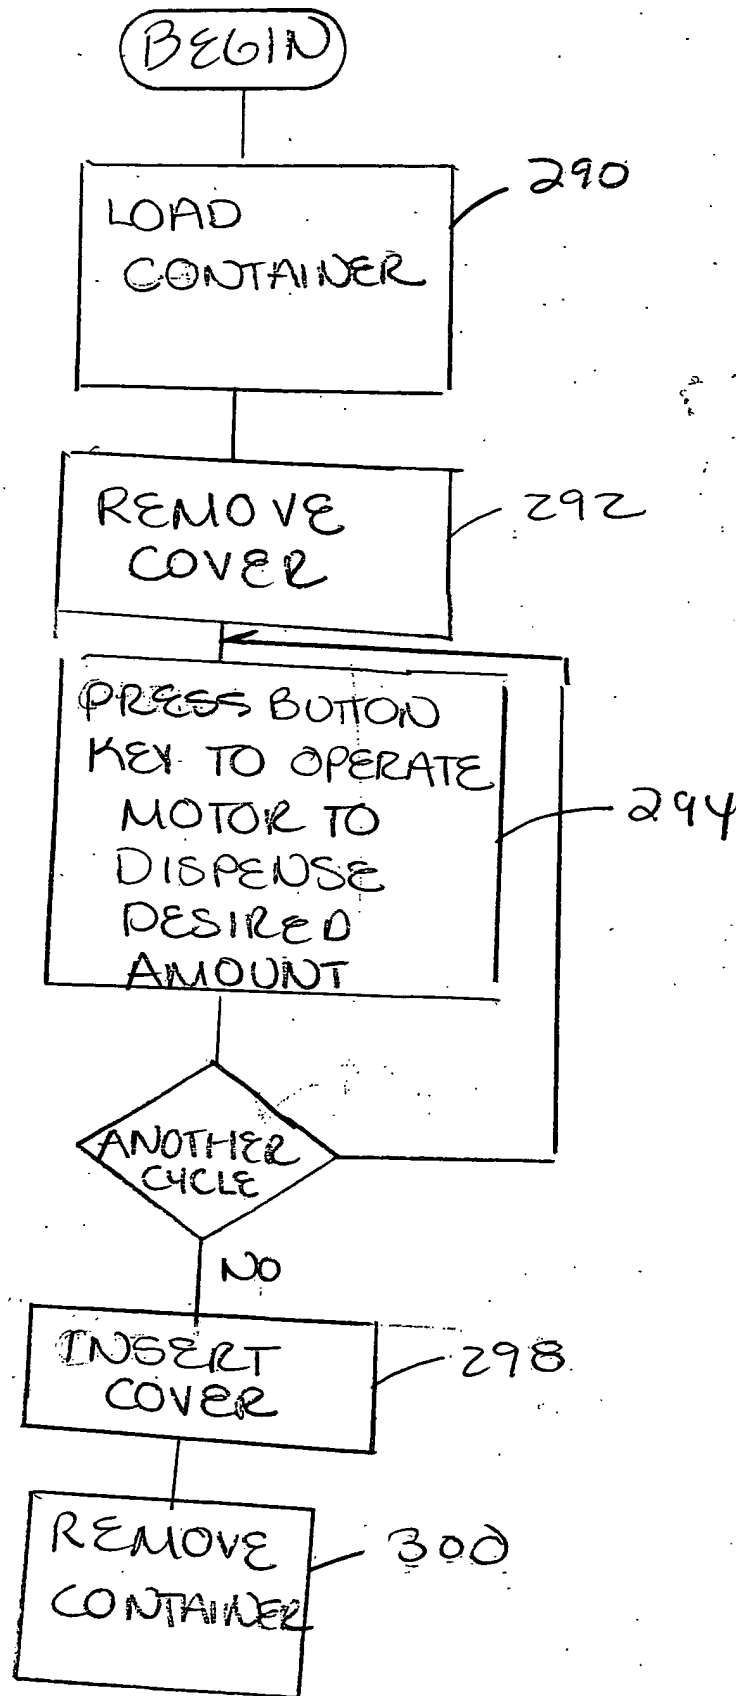 BEGIN
LOAD
CONTAINER
290
REMOVE
COVER
292
PRESS BUTTON
KEY TO OPERATE
MOTOR TO
DISPENSE
DESIRED
AMOUNT
294
ANOTHER
CYCLE
NO
INSERT
COVER
298
REMOVE
CONTAINER
300